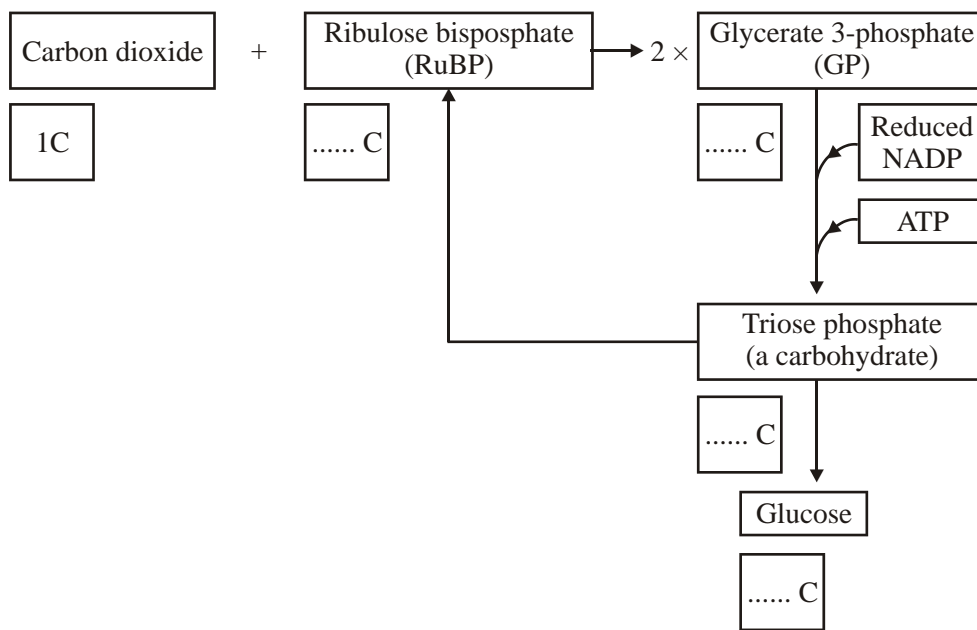 Carbon dioxide
+
Ribulose bisposphate
(RuBP)
2 ×
Glycerate 3-phosphate
(GP)
1C
...... C
...... C
Reduced
NADP
ATP
Triose phosphate
(a carbohydrate)
...... C
Glucose
...... C